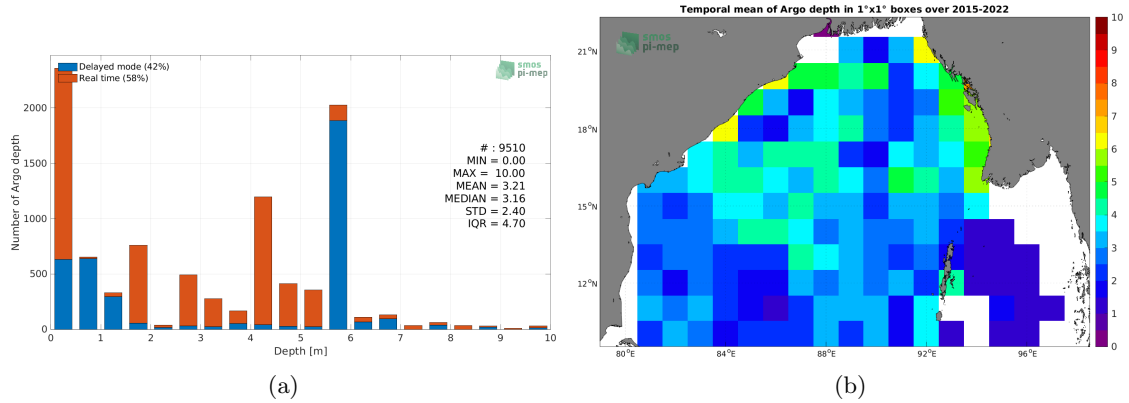 Delayed mode (42%)
Real time (58%)
smos
pi-mep
# : 9510
MIN = 0.00
MAX = 10.00
MEAN = 3.21
MEDIAN = 3.16
STD = 2.40
IQR = 4.70
Number of Argo depth
2000
1500
1000
500
0
0 1 2 3 4 5 6 7 8 9 10
Depth [m]
(a)
Temporal mean of Argo depth in 1°x1° boxes over 2015-2022
smos
pi-mep
21°N
18°N
15°N
12°N
80°E 84°E 88°E 92°E 96°E
10
9
8
7
6
5
4
3
2
1
0
(b)